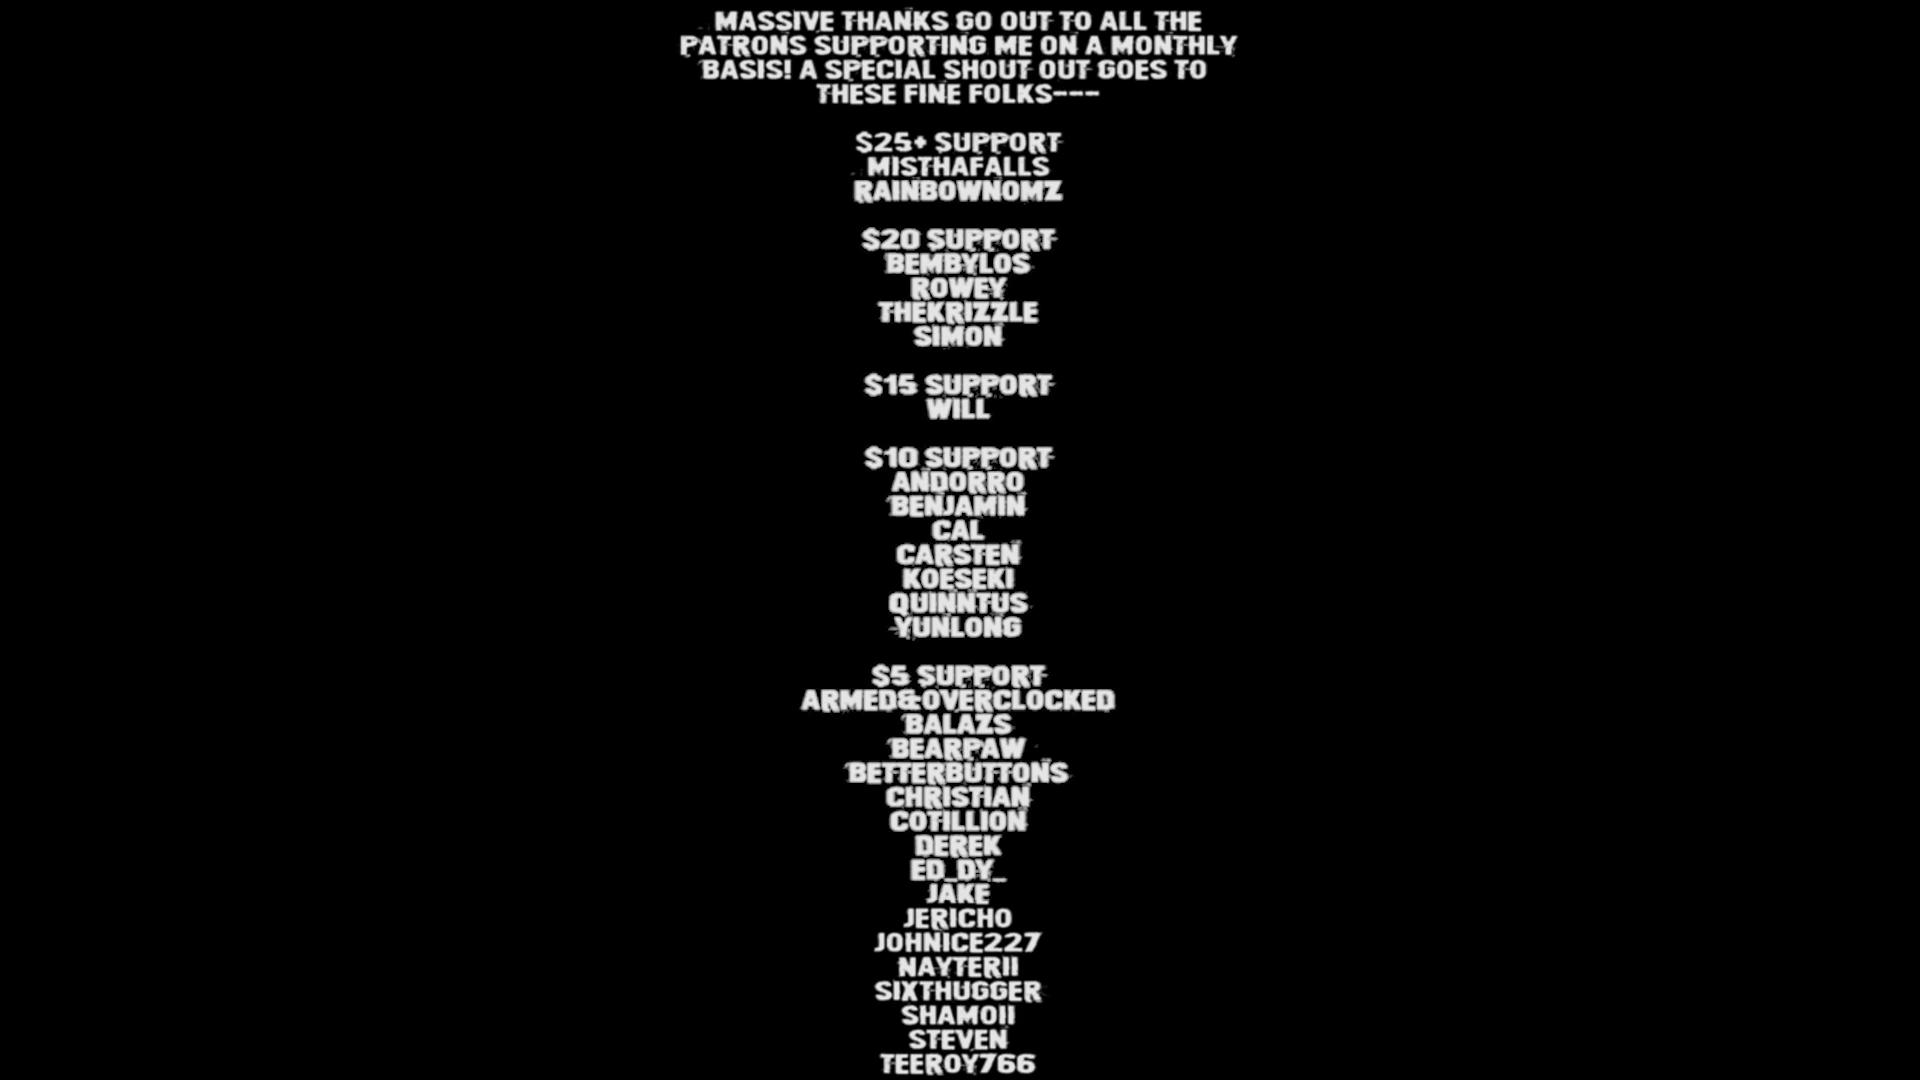 MASSIVE THANKS GO OUT TO ALL THE
PATRONS SUPPORTING ME ON A MONTHLY
BASIS! A SPECIAL SHOUT OUT GOES TO
THESE FINE FOLKS---
$25+ SUPPORT
MISTHAFALLS
RAINBOWNOMZ
$20 SUPPORT
BEMBYLOS
ROWEY
THEKRIZZLE
SIMON
$15 SUPPORT
WILL
$10 SUPPORT
ANDORRO
BENJAMIN
CAL
CARSTEN
KOESEKI
QUINNTUS
YUNLONG
$5 SUPPORT
ARMED&OVERCLOCKED
BALAZS
BEARPAW
BETTERBUTTONS
CHRISTIAN
COTILLION
DEREK
ED_DY_
JAKE
JERICHO
JOHNICE227
NAYTERII
SIXTHUGGER
SHAMOII
STEVEN
TEEROY766